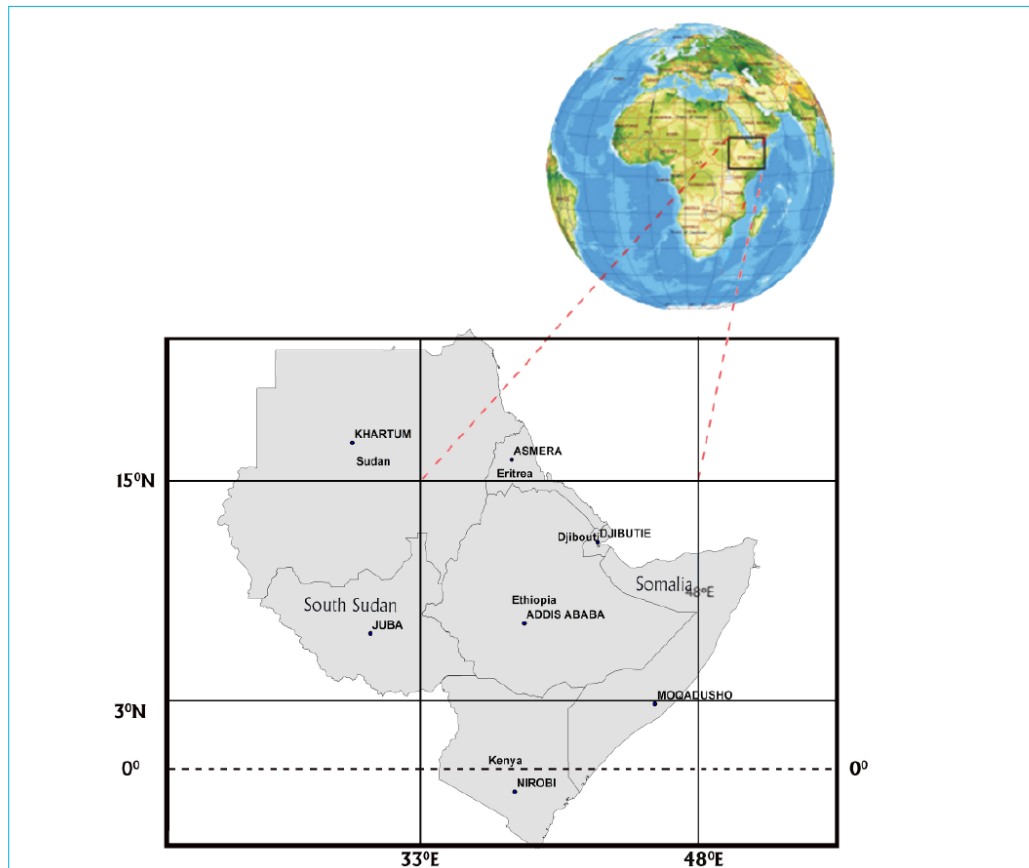 KHARTUM
Sudan
ASMERA
Eritrea
15⁰N
Djibouti
DJIBUTIE
Somalia
48⁰E
Ethiopia
ADDIS ABABA
South Sudan
JUBA
MOQADUSHO
3⁰N
Kenya
0⁰
0⁰
NIROBI
33⁰E
48⁰E